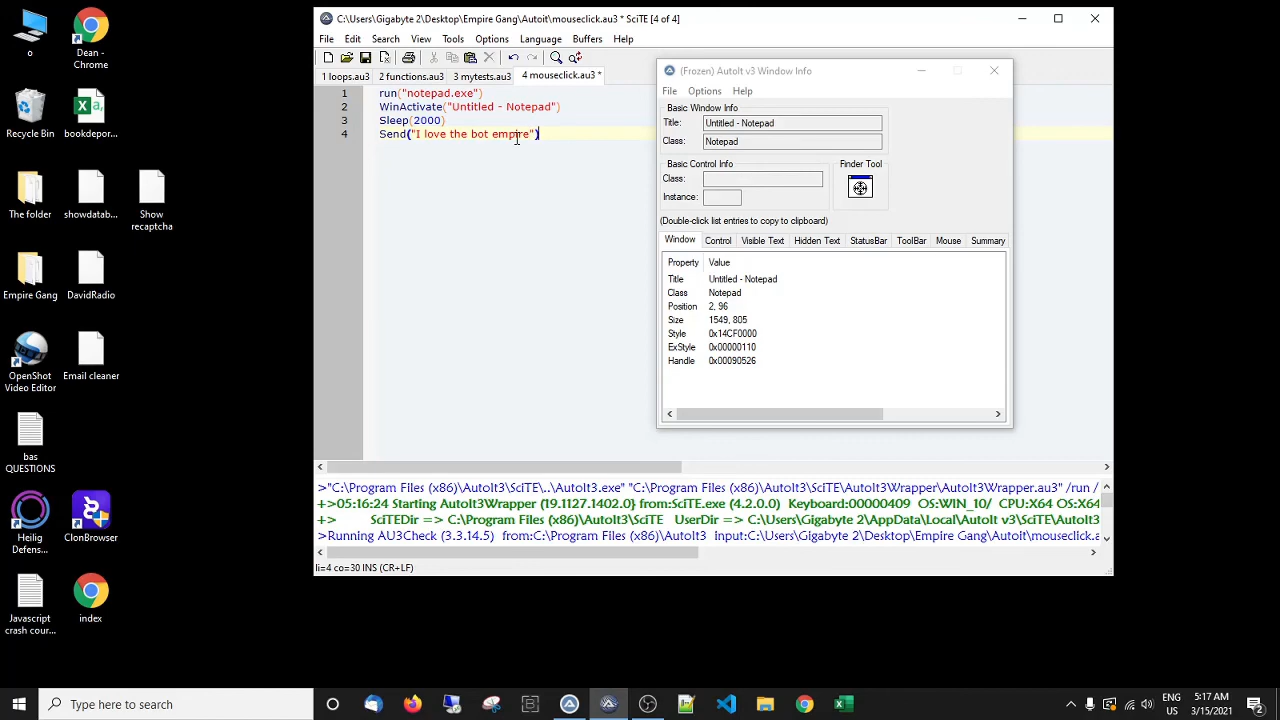 C:\Users\Gigabyte 2\Desktop\Empire Gang\Autoit\mouseclick.au3 * SciTE [4 of 4]
File Edit Search View Tools Options Language Buffers Help
1 loops.au3 2 functions.au3 3 mytests.au3 4 mouseclick.au3 *
1 run("notepad.exe")
2 WinActivate("Untitled - Notepad")
3 Sleep(2000)
4 Send("I love the bot empire")
(Frozen) AutoIt v3 Window Info
File Options Help
Basic Window Info
Title: Untitled - Notepad
Class: Notepad
Basic Control Info
Class:
Instance:
Finder Tool
(Double-click list entries to copy to clipboard)
Window Control Visible Text Hidden Text StatusBar ToolBar Mouse Summary
Property Value
Title Untitled - Notepad
Class Notepad
Position 2, 96
Size 1549, 805
Style 0x14CF0000
ExStyle 0x00000110
Handle 0x00090526
>"C:\Program Files (x86)\AutoIt3\SciTE\..\AutoIt3.exe" "C:\Program Files (x86)\AutoIt3\SciTE\AutoIt3Wrapper\AutoIt3Wrapper.au3" /run /
+>05:16:24 Starting AutoIt3Wrapper (19.1127.1402.0} from:SciTE.exe (4.2.0.0) Keyboard:00000409 OS:WIN_10/ CPU:X64 OS:X64
+> SciTEDir => C:\Program Files (x86)\AutoIt3\SciTE UserDir => C:\Users\Gigabyte 2\AppData\Local\AutoIt v3\SciTE\AutoIt3
>Running AU3Check (3.3.14.5) from:C:\Program Files (x86)\AutoIt3 input:C:\Users\Gigabyte 2\Desktop\Empire Gang\Autoit\mouseclick.a
li=4 co=30 INS (CR+LF)
o
Dean -
Chrome
Recycle Bin
bookdepor...
The folder
showdatab...
Show
recaptcha
Empire Gang
DavidRadio
OpenShot
Video Editor
Email cleaner
bas
QUESTIONS
Heilig
Defens...
ClonBrowser
Javascript
crash cour...
index
Type here to search
ENG
US
5:17 AM
3/15/2021
2